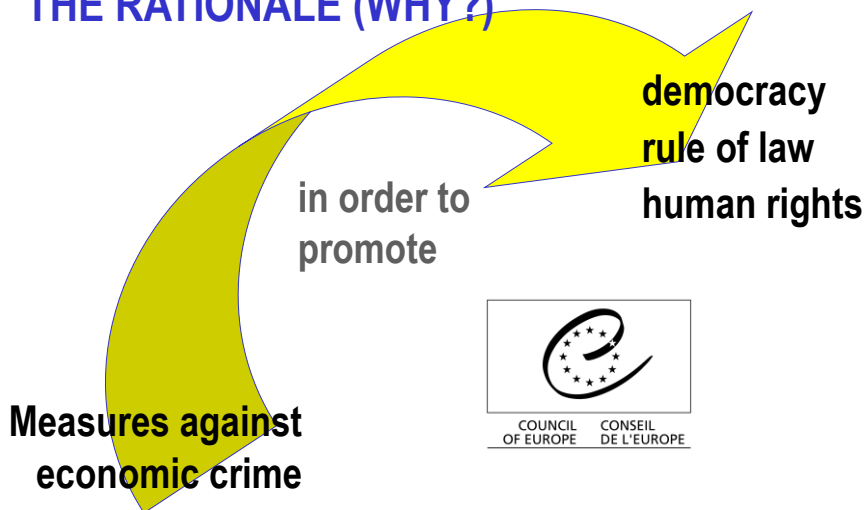 THE RATIONALE (WHY?)
democracy
rule of law
human rights
in order to
promote
Measures against
economic crime
COUNCIL CONSEIL
OF EUROPE DE L'EUROPE